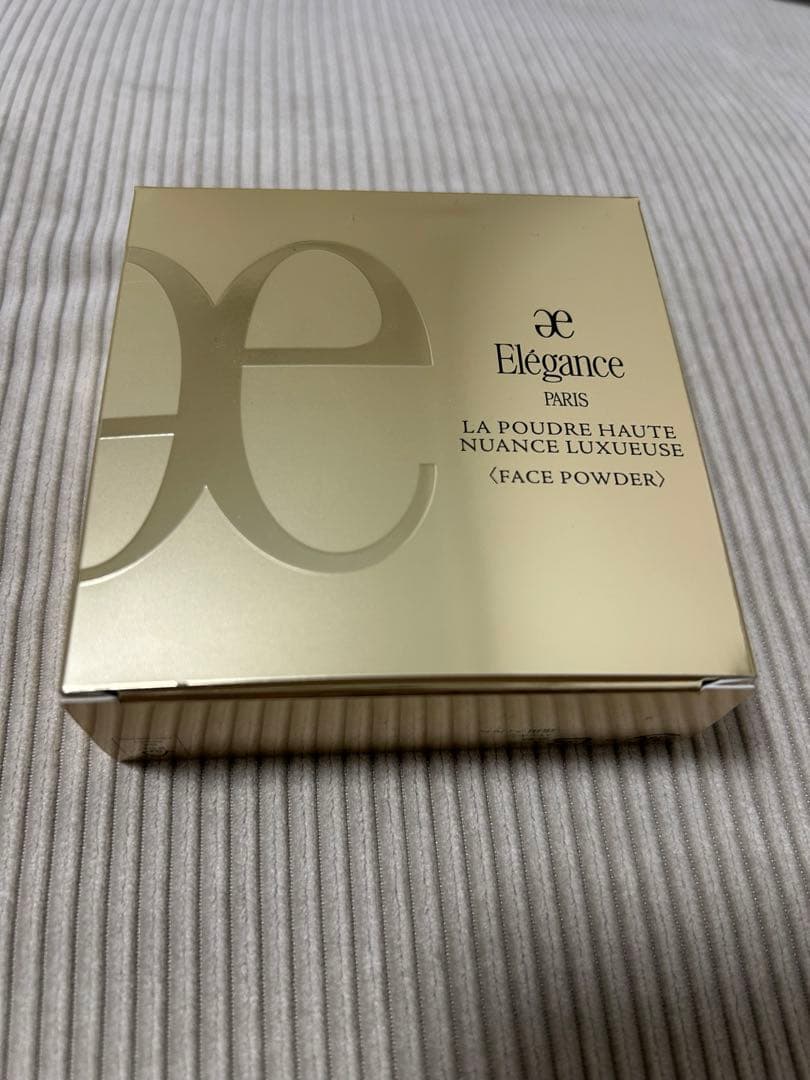 Elégance
PARIS
LA POUDRE HAUTE
NUANCE LUXUEUSE
〈FACE POWDER〉